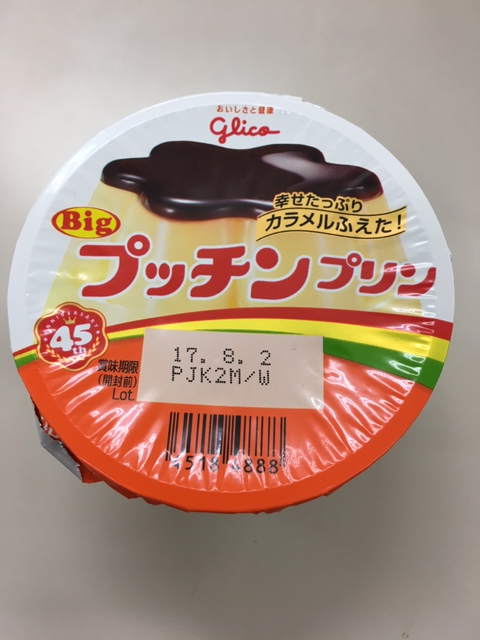 おいしさと健康
Glico
幸せたっぷり
カラメルふえた!
Big
プッチンプリン
45th
賞味期限
(開封前)
Lot.
17. 8. 2
PJK2M/W